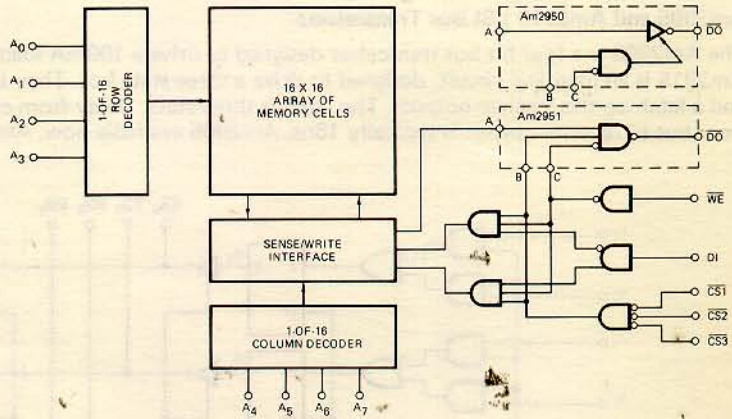 A0
A1
A2
A3
1-OF-16
ROW
DECODER
16 X 16
ARRAY OF
MEMORY CELLS
SENSE/WRITE
INTERFACE
1-OF-16
COLUMN DECODER
A4 A5 A6 A7
Am2950
A
DO
B C
Am2951
A
DO
B C
WE
DI
CS1
CS2
CS3